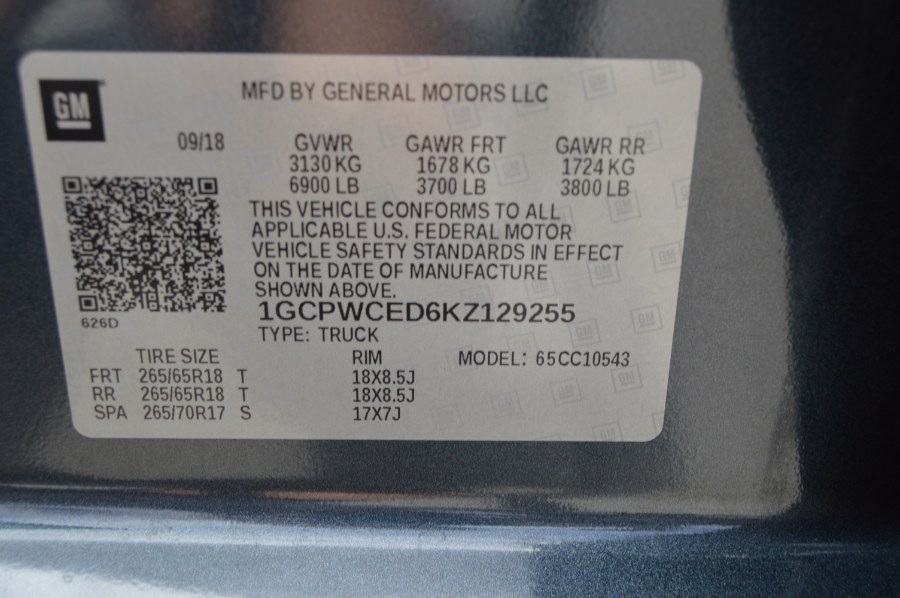 GM
MFD BY GENERAL MOTORS LLC
09/18 GVWR GAWR FRT GAWR RR
3130 KG 1678 KG 1724 KG
6900 LB 3700 LB 3800 LB
THIS VEHICLE CONFORMS TO ALL
APPLICABLE U.S. FEDERAL MOTOR
VEHICLE SAFETY STANDARDS IN EFFECT
ON THE DATE OF MANUFACTURE
SHOWN ABOVE.
1GCPWCED6KZ129255
626D
TYPE: TRUCK
TIRE SIZE RIM MODEL: 65CC10543
FRT 265/65R18 T 18X8.5J
RR 265/65R18 T 18X8.5J
SPA 265/70R17 S 17X7J